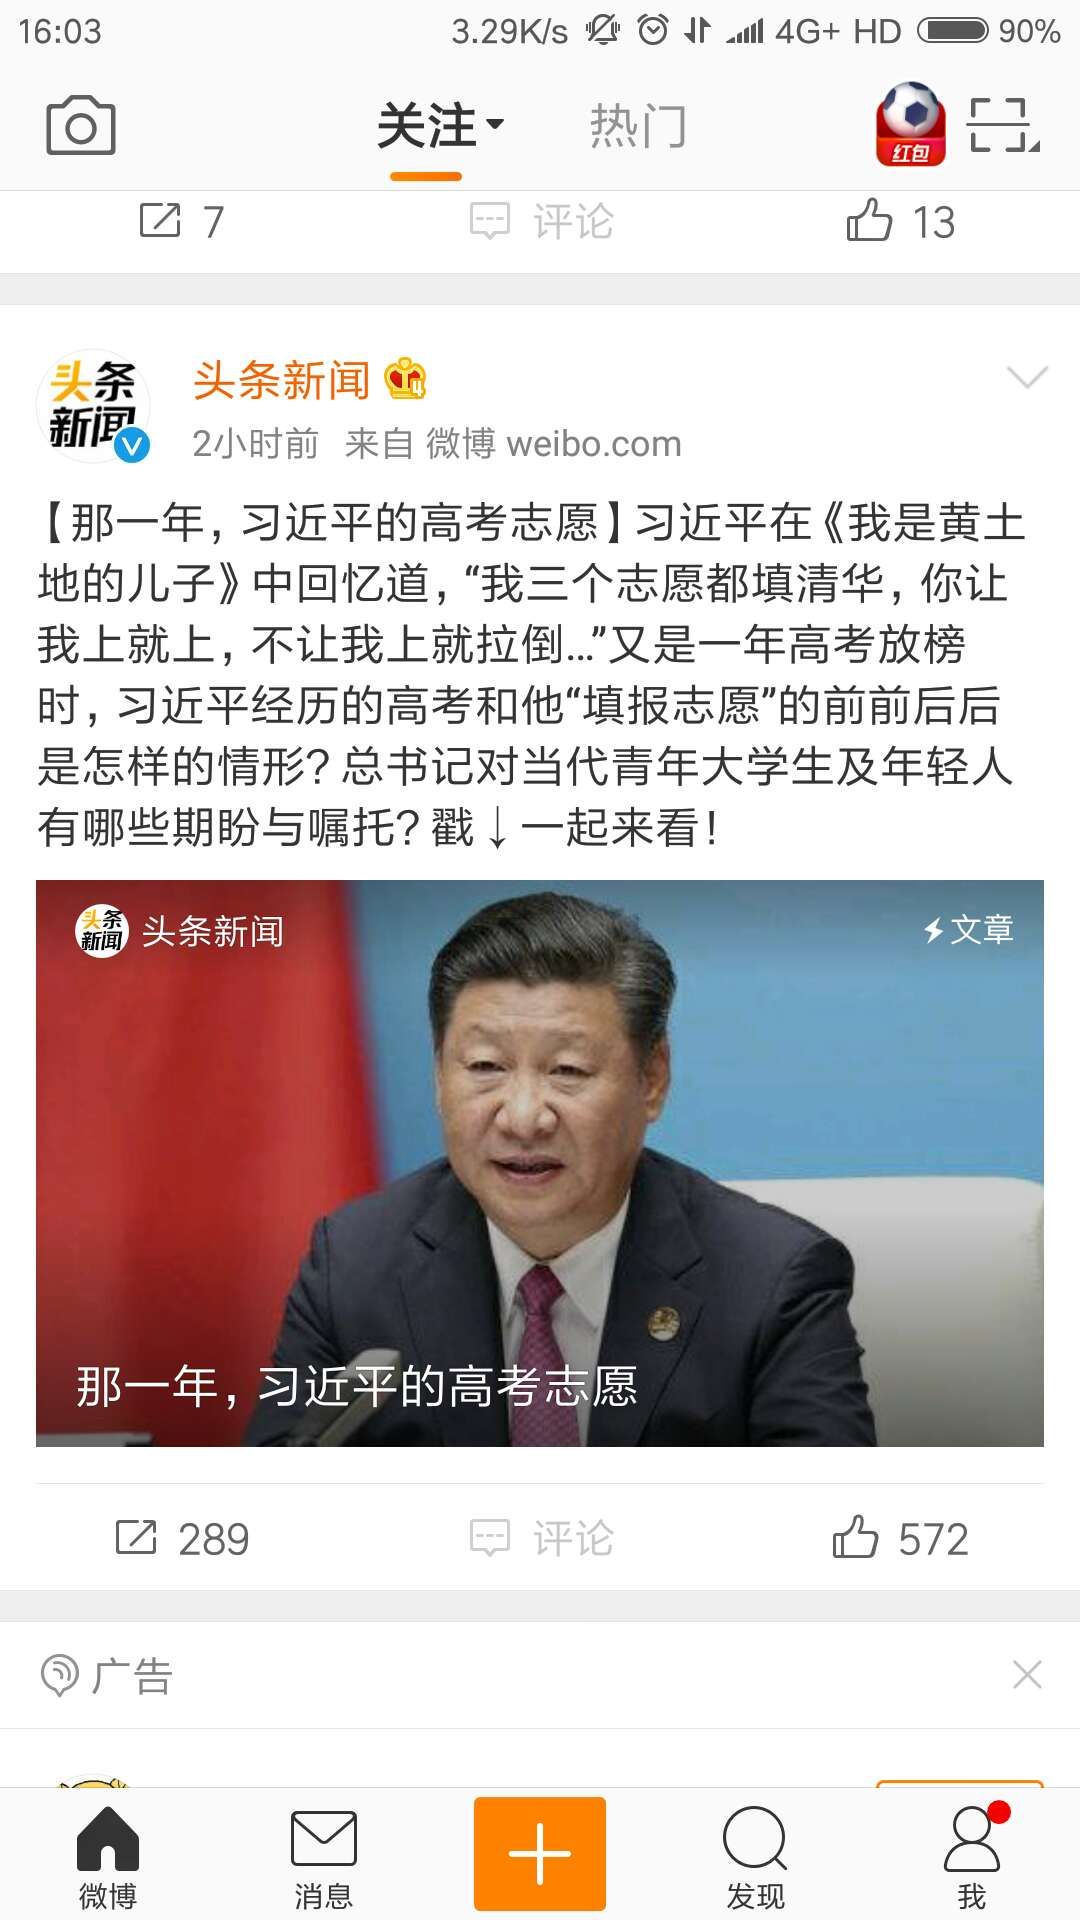 16:03 3.29K/s 4G+ HD 90%
关注 热门 红包
7 评论 13
头条新闻 4
头条新闻
2小时前 来自 微博 weibo.com
【那一年，习近平的高考志愿】习近平在《我是黄土
地的儿子》中回忆道，“我三个志愿都填清华，你让
我上就上，不让我上就拉倒...”又是一年高考放榜
时，习近平经历的高考和他“填报志愿”的前前后后
是怎样的情形？总书记对当代青年大学生及年轻人
有哪些期盼与嘱托？戳↓一起来看！
头条新闻 头条新闻 文章
那一年，习近平的高考志愿
289 评论 572
广告
微博 消息 发现 我